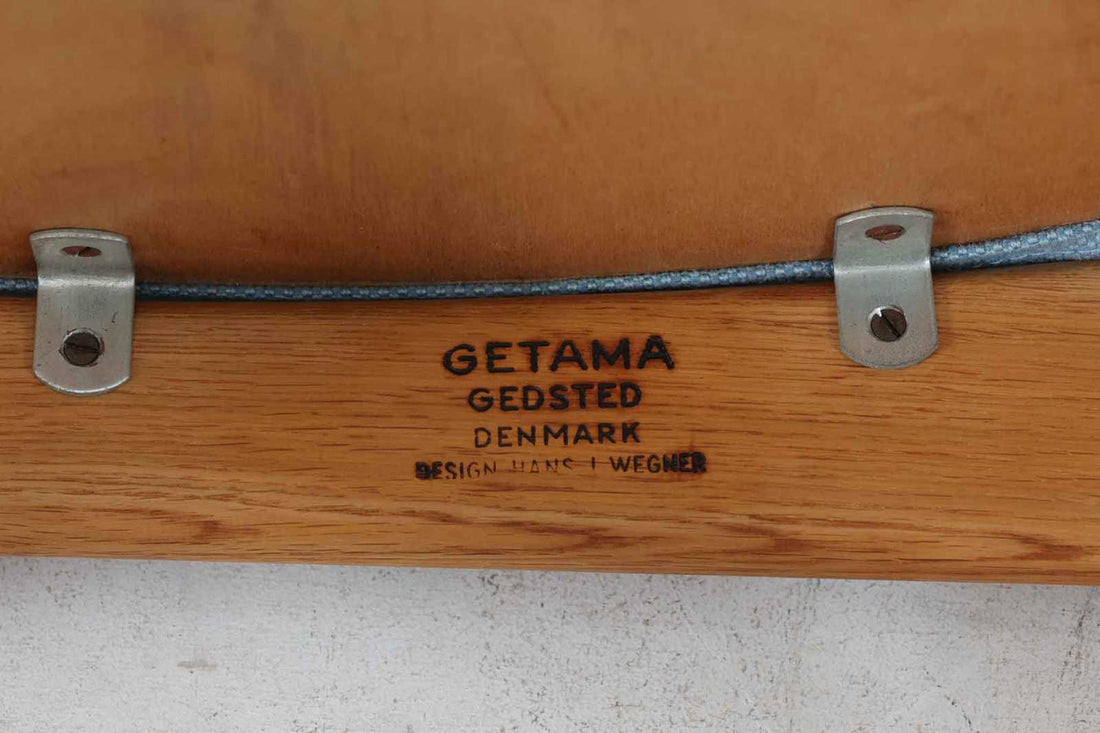 GETAMA
GEDSTED
DENMARK
DESIGN HANS J WEGNER